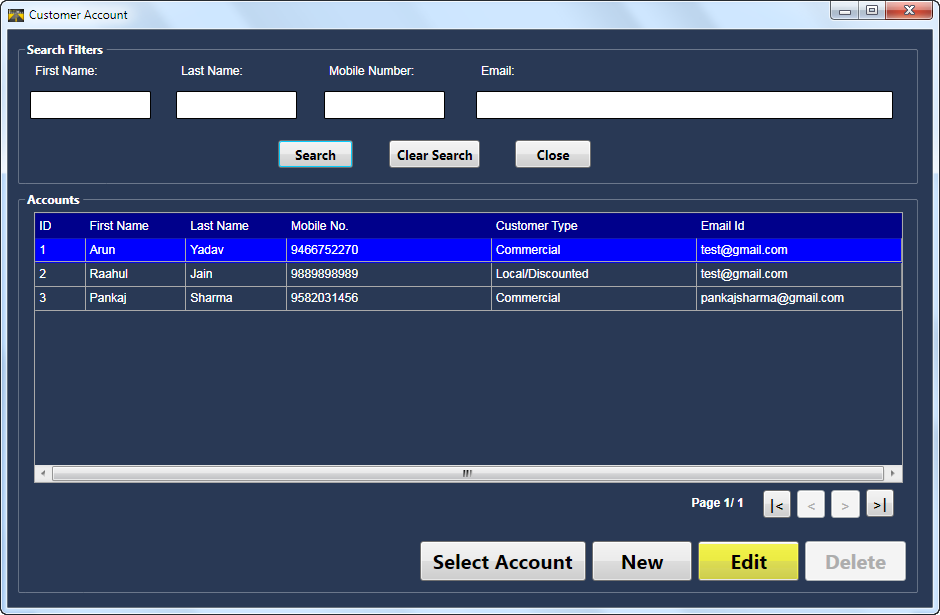 Customer Account
Search Filters
First Name: Last Name: Mobile Number: Email:
Search Clear Search Close
Accounts
ID First Name Last Name Mobile No. Customer Type Email Id
1 Arun Yadav 9466752270 Commercial test@gmail.com
2 Raahul Jain 9889898989 Local/Discounted test@gmail.com
3 Pankaj Sharma 9582031456 Commercial pankajsharma@gmail.com
Page 1/ 1 |< < > >|
Select Account New Edit Delete